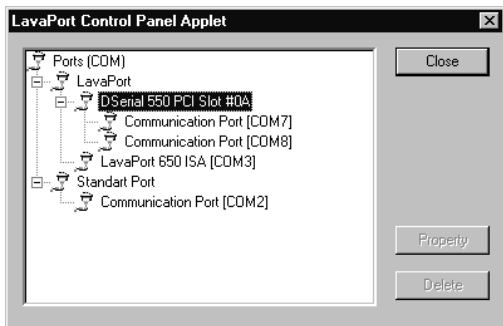 LavaPort Control Panel Applet
Ports (COM)
LavaPort
DSerial 550 PCI Slot #0A
Communication Port [COM7]
Communication Port [COM8]
LavaPort 650 ISA [COM3]
Standart Port
Communication Port [COM2]
Close
Property
Delete